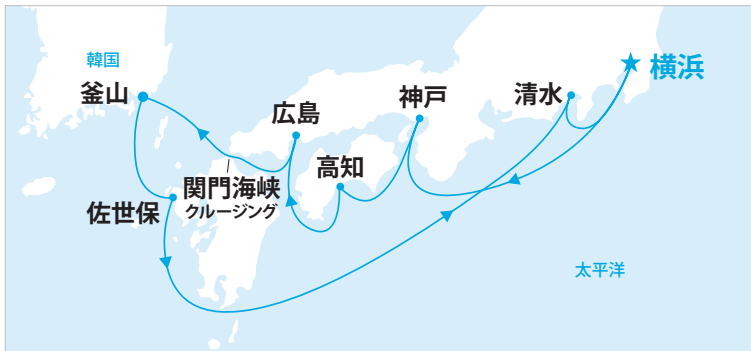 韓国
釜山
広島
神戸
清水
横浜
高知
関門海峡
クルージング
佐世保
太平洋